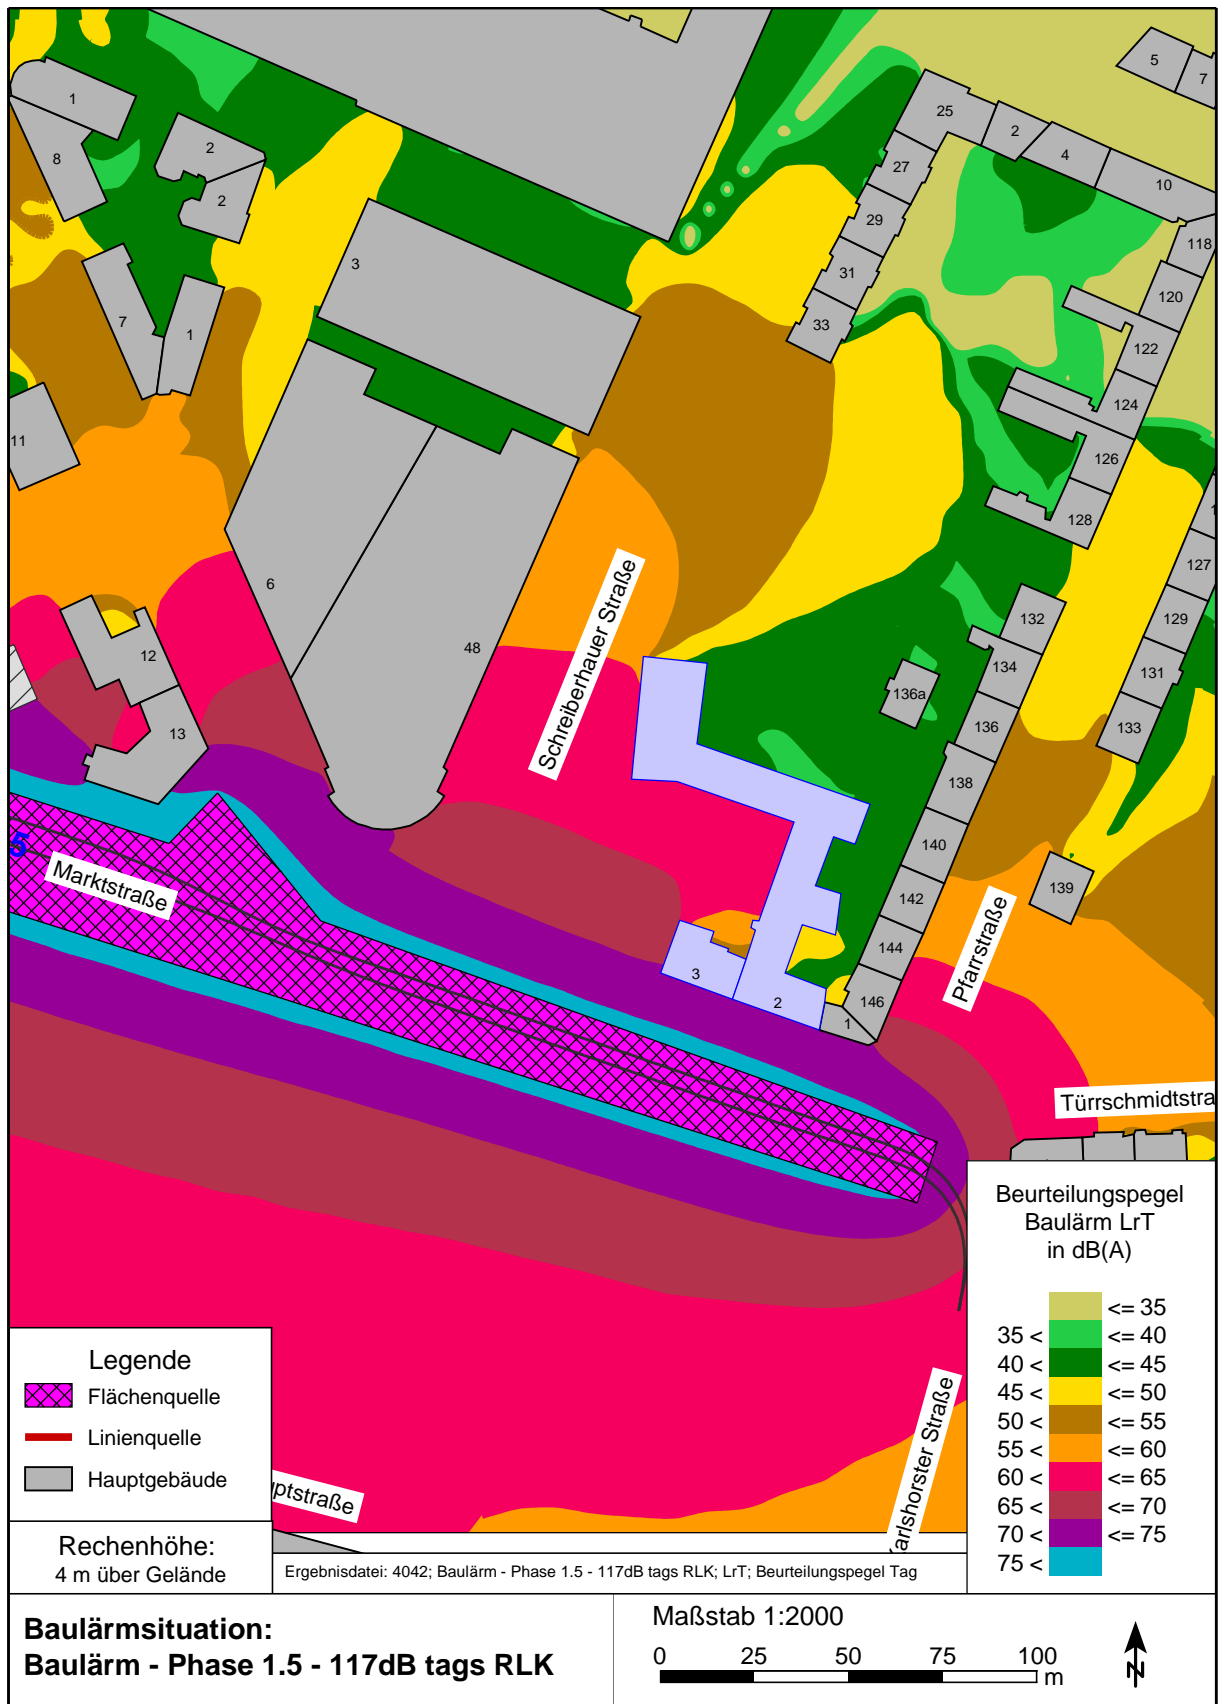 5
7
1
25
2
2
4
8
27
10
2
29
118
3
31
120
7
1
33
122
124
11
126
128
127
6
132
129
48
12
134
131
136a
13
136
133
138
140
142
139
144
3
2
146
1
Schreiberhauer Straße
5
Marktstraße
Pfarrstraße
Türrschmidtstra
Beurteilungspegel
Baulärm LrT
in dB(A)
<= 35
35 < <= 40
40 < <= 45
45 < <= 50
50 < <= 55
55 < <= 60
60 < <= 65
65 < <= 70
70 < <= 75
75 <
Legende
Flächenquelle
Linienquelle
Hauptgebäude
uptstraße
arlshorster Straße
Rechenhöhe:
4 m über Gelände
Ergebnisdatei: 4042; Baulärm - Phase 1.5 - 117dB tags RLK; LrT; Beurteilungspegel Tag
Baulärmsituation:
Baulärm - Phase 1.5 - 117dB tags RLK
Maßstab 1:2000
0 25 50 75 100
m
N